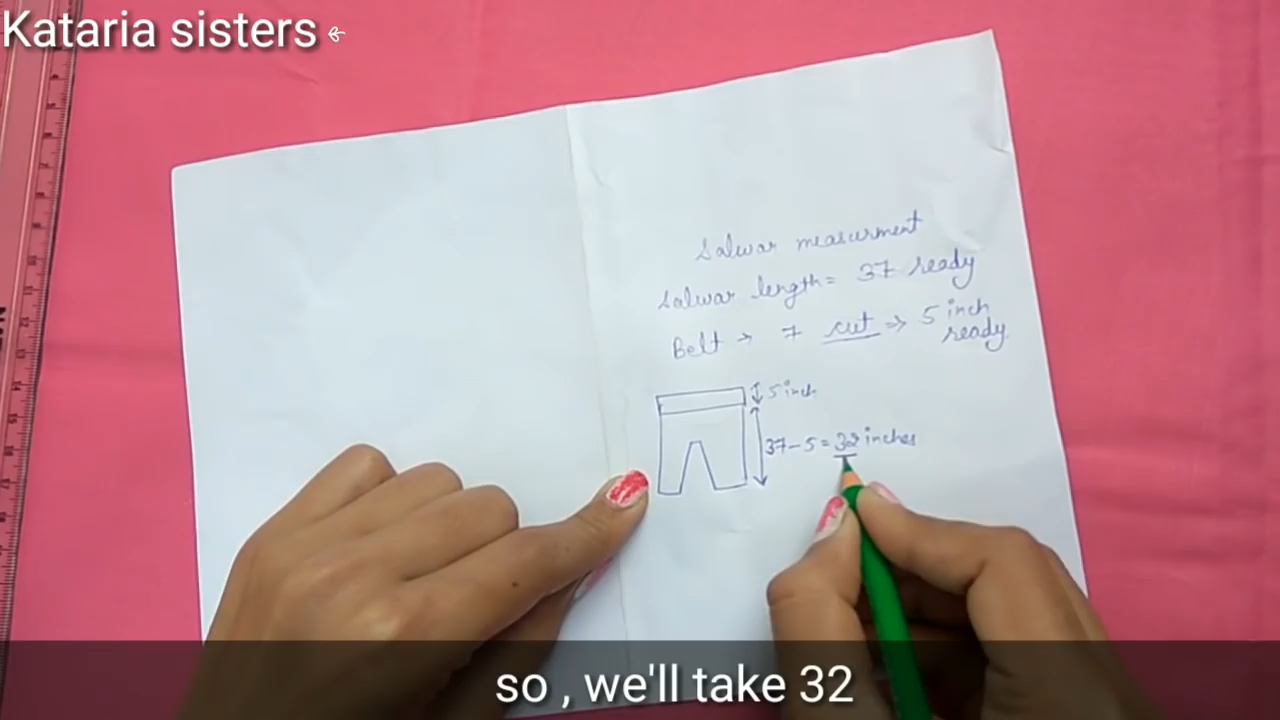 Kataria sisters
Salwar measurment
Salwar length = 37 ready
Belt → 7 cut ⇒ 5 inch ready
5 inch
37 - 5 = 32 inches
so , we'll take 32